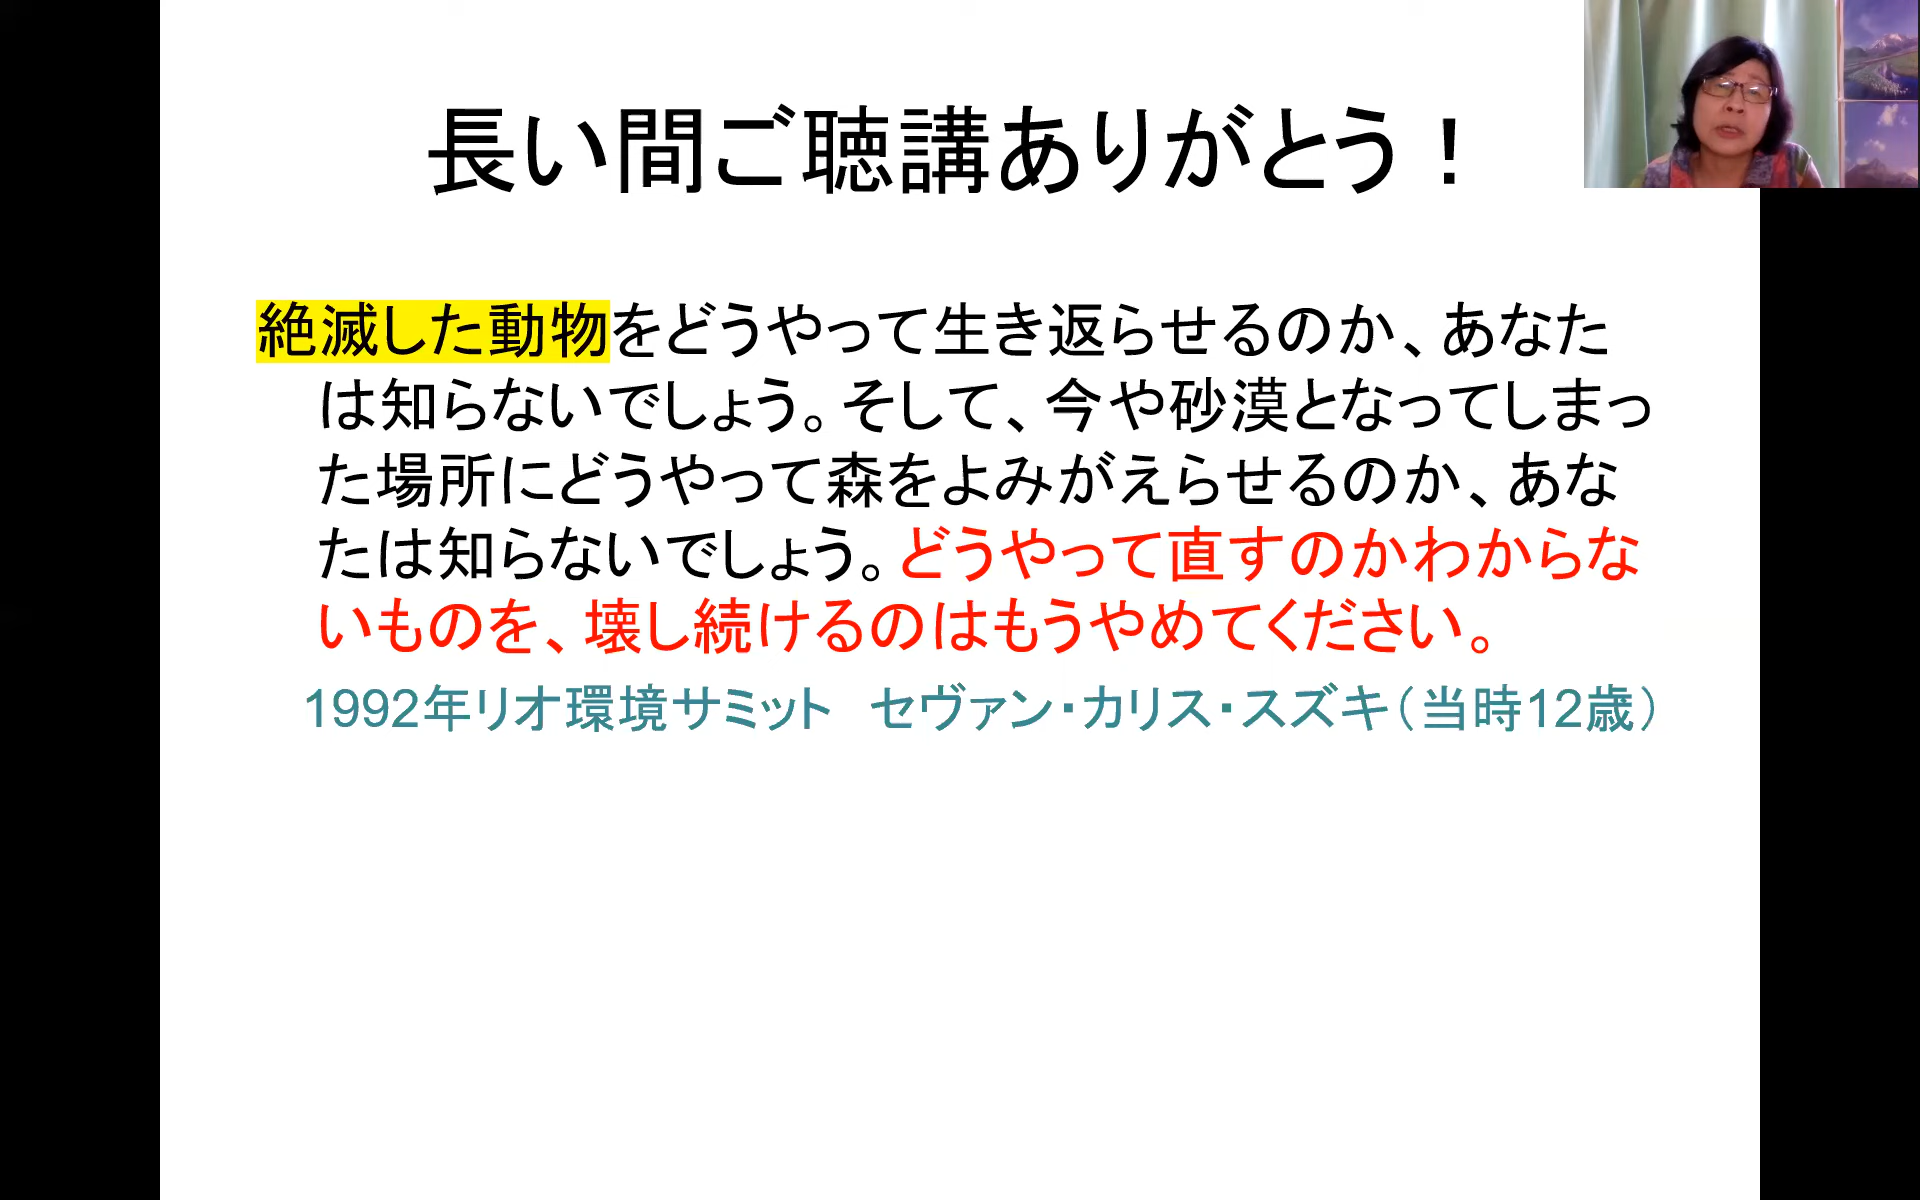 長い間ご聴講ありがとう！
絶滅した動物をどうやって生き返らせるのか、あなた
は知らないでしょう。そして、今や砂漠となってしまっ
た場所にどうやって森をよみがえらせるのか、あな
たは知らないでしょう。どうやって直すのかわからな
いものを、壊し続けるのはもうやめてください。
1992年リオ環境サミット　セヴァン・カリス・スズキ（当時12歳）